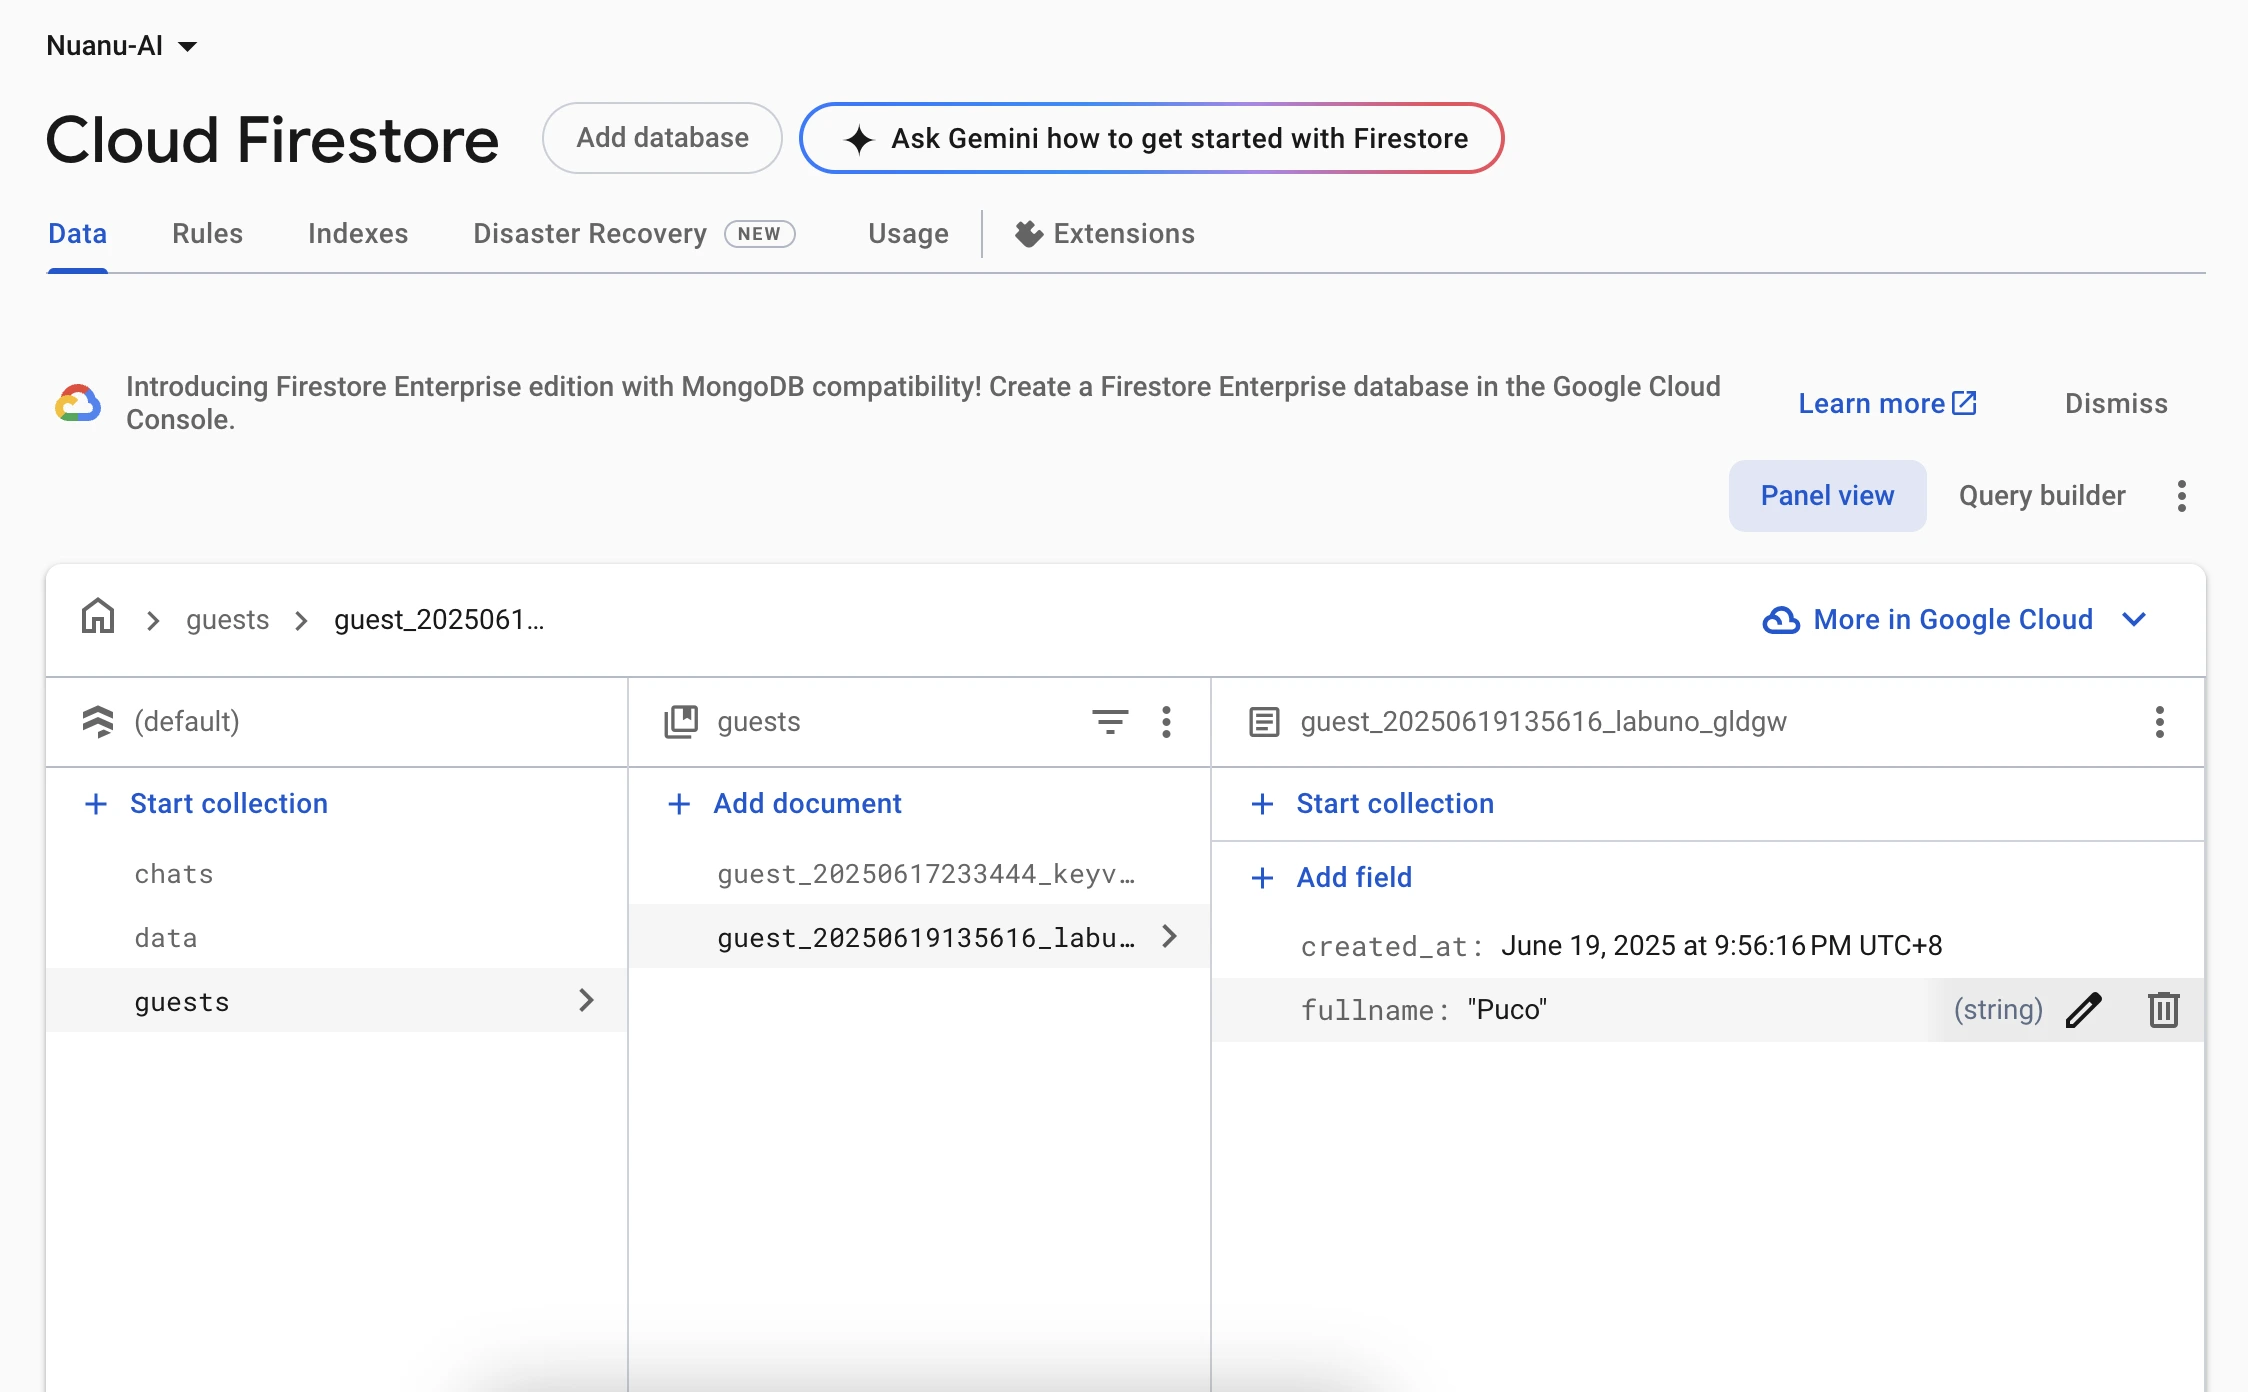 Nuanu-AI
Cloud Firestore
Add database
Ask Gemini how to get started with Firestore
Data
Rules
Indexes
Disaster Recovery
NEW
Usage
Extensions
Introducing Firestore Enterprise edition with MongoDB compatibility! Create a Firestore Enterprise database in the Google Cloud
Console.
Learn more
Dismiss
Panel view
Query builder
guests
guest_2025061...
More in Google Cloud
(default)
guests
guest_20250619135616_labuno_gldgw
+ Start collection
+ Add document
+ Start collection
chats
data
guests
guest_20250617233444_keyv…
guest_20250619135616_labu…
+ Add field
created_at: June 19, 2025 at 9:56:16 PM UTC+8
fullname: "Puco"
(string)